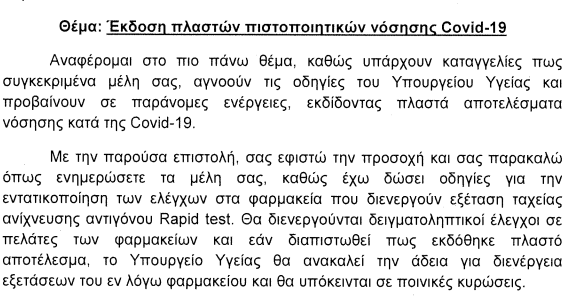 Θέμα: Έκδοση πλαστών πιστοποιητικών νόσησης Covid-19
Αναφέρομαι στο πιο πάνω θέμα, καθώς υπάρχουν καταγγελίες πως
συγκεκριμένα μέλη σας, αγνοούν τις οδηγίες του Υπουργείου Υγείας και
προβαίνουν σε παράνομες ενέργειες, εκδίδοντας πλαστά αποτελέσματα
νόσησης κατά της Covid-19.
Με την παρούσα επιστολή, σας εφιστώ την προσοχή και σας παρακαλώ
όπως ενημερώσετε τα μέλη σας, καθώς έχω δώσει οδηγίες για την
εντατικοποίηση των ελέγχων στα φαρμακεία που διενεργούν εξέταση ταχείας
ανίχνευσης αντιγόνου Rapid test. Θα διενεργούνται δειγματοληπτικοί έλεγχοι σε
πελάτες των φαρμακείων και εάν διαπιστωθεί πως εκδόθηκε πλαστό
αποτέλεσμα, το Υπουργείο Υγείας θα ανακαλεί την άδεια για διενέργεια
εξετάσεων του εν λόγω φαρμακείου και θα υπόκεινται σε ποινικές κυρώσεις.